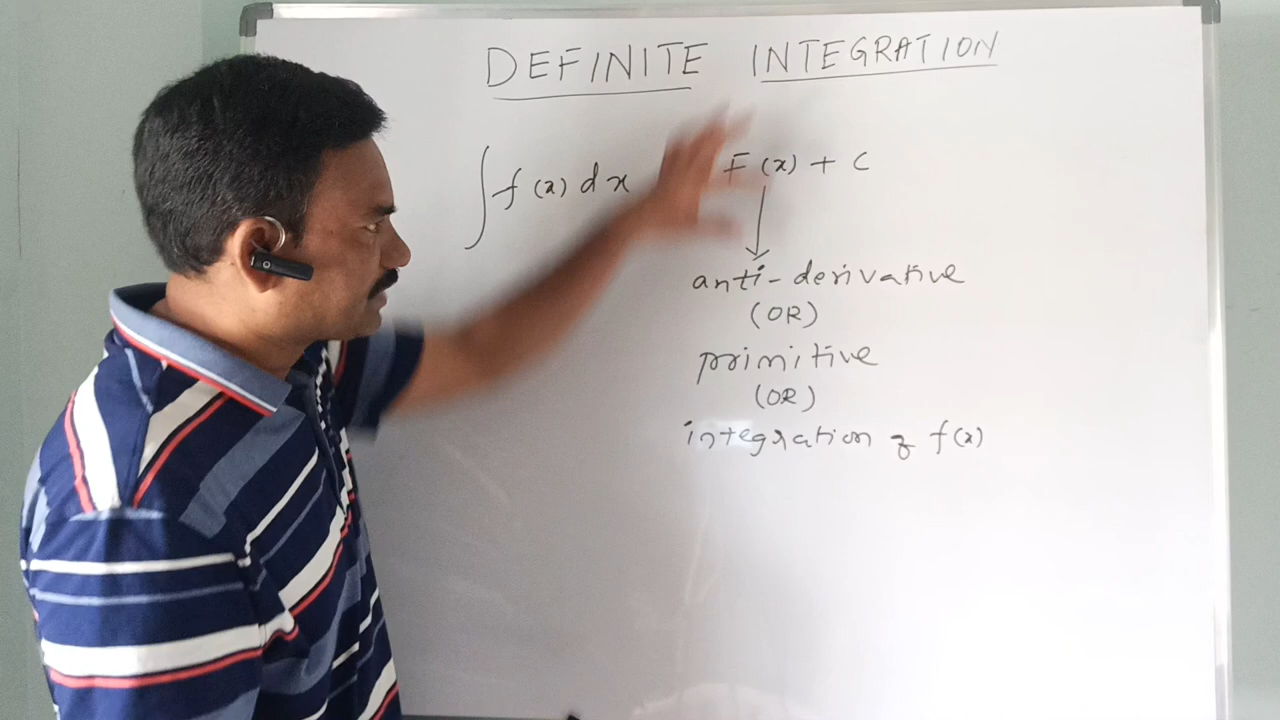 DEFINITE INTEGRATION
∫f(x) dx F(x) + C
anti-derivative
(OR)
primitive
(OR)
integration of f(x)